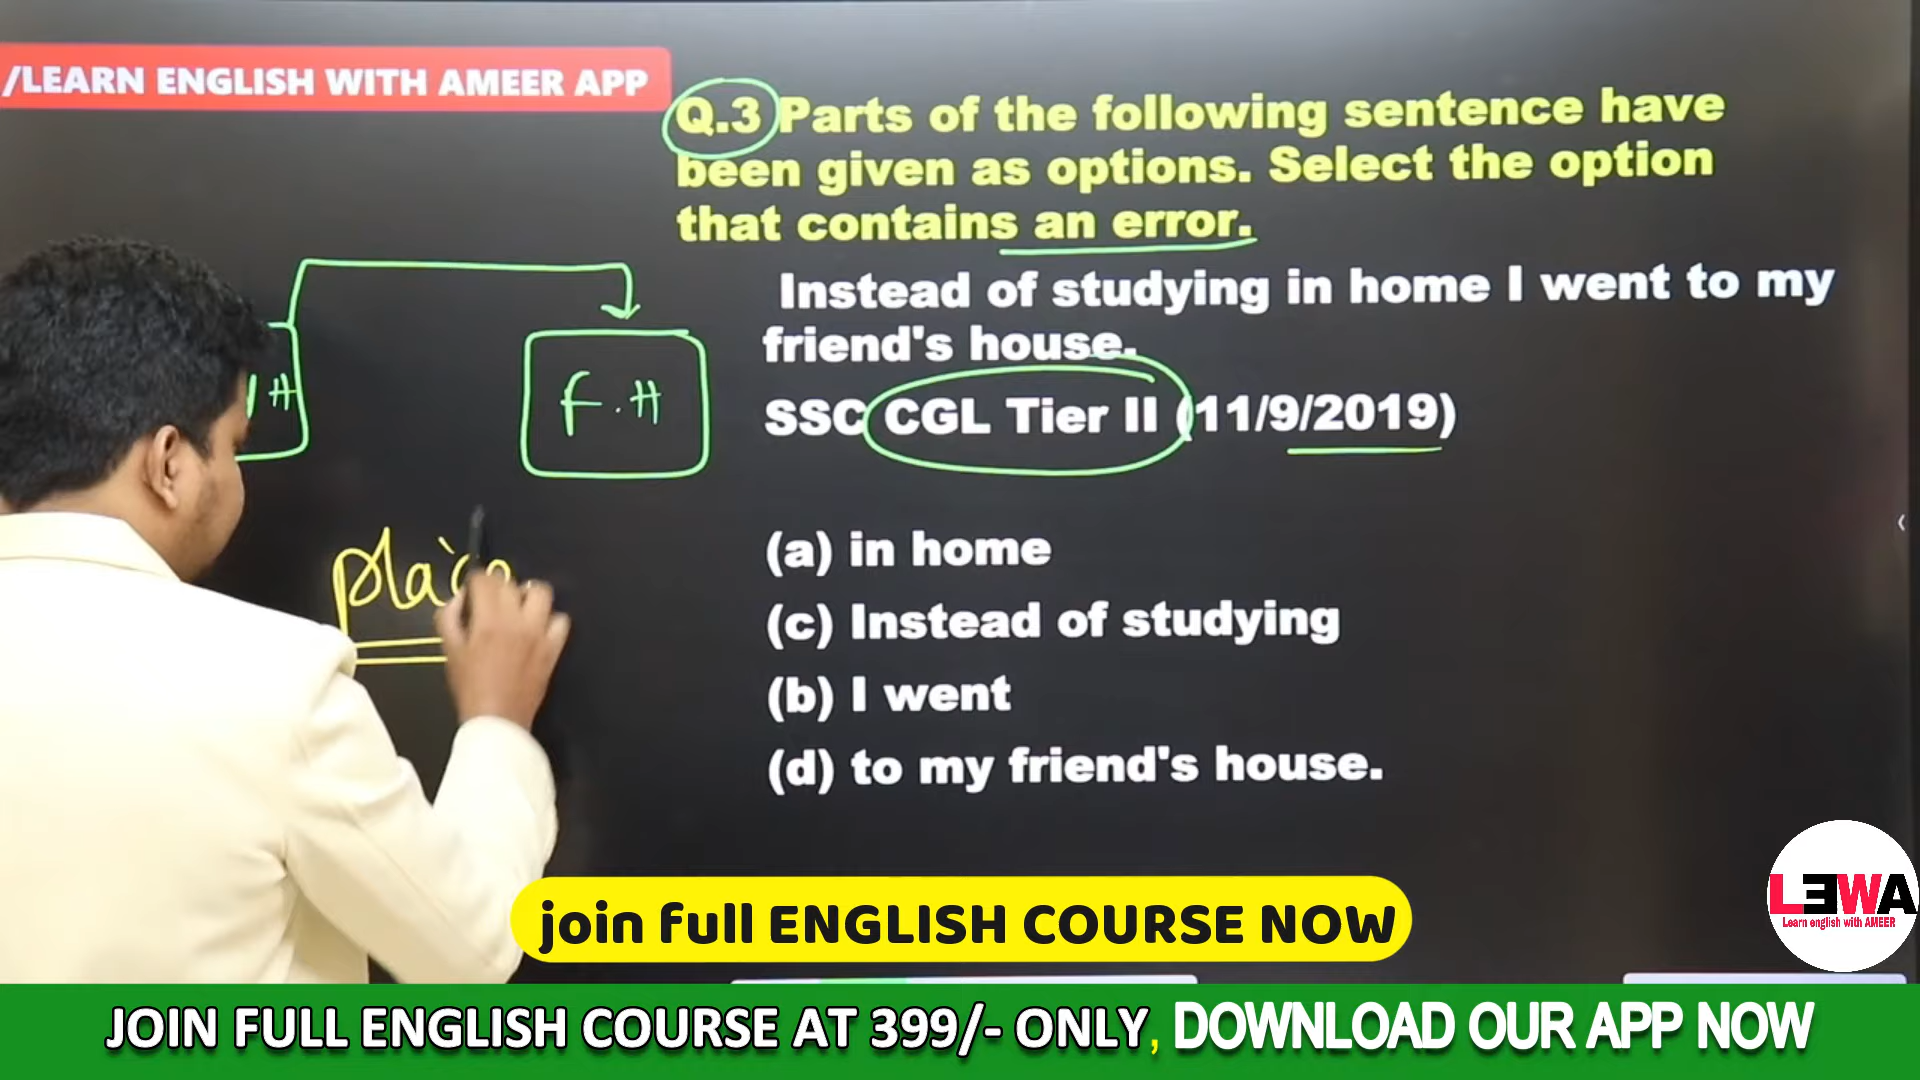 /LEARN ENGLISH WITH AMEER APP
Q.3 Parts of the following sentence have
been given as options. Select the option
that contains an error.
Instead of studying in home I went to my
friend's house.
SSC CGL Tier II (11/9/2019)
H
F.H
(a) in home
(c) Instead of studying
(b) I went
(d) to my friend's house.
join full ENGLISH COURSE NOW
LEWA
Learn english with AMEER
JOIN FULL ENGLISH COURSE AT 399/- ONLY, DOWNLOAD OUR APP NOW